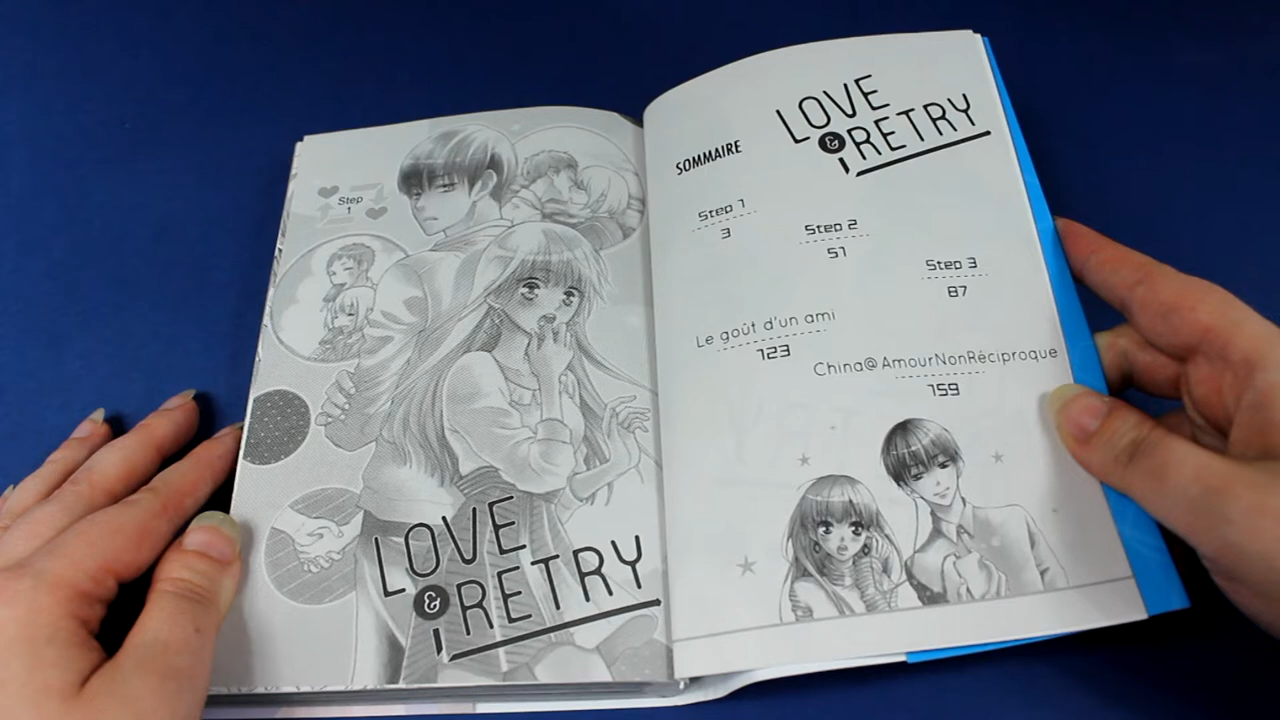 Step
1
LOVE
& RETRY
LOVE
& RETRY
SOMMAIRE
Step 1
3
Step 2
51
Step 3
87
Le goût d'un ami
123
China@AmourNonRéciproque
159